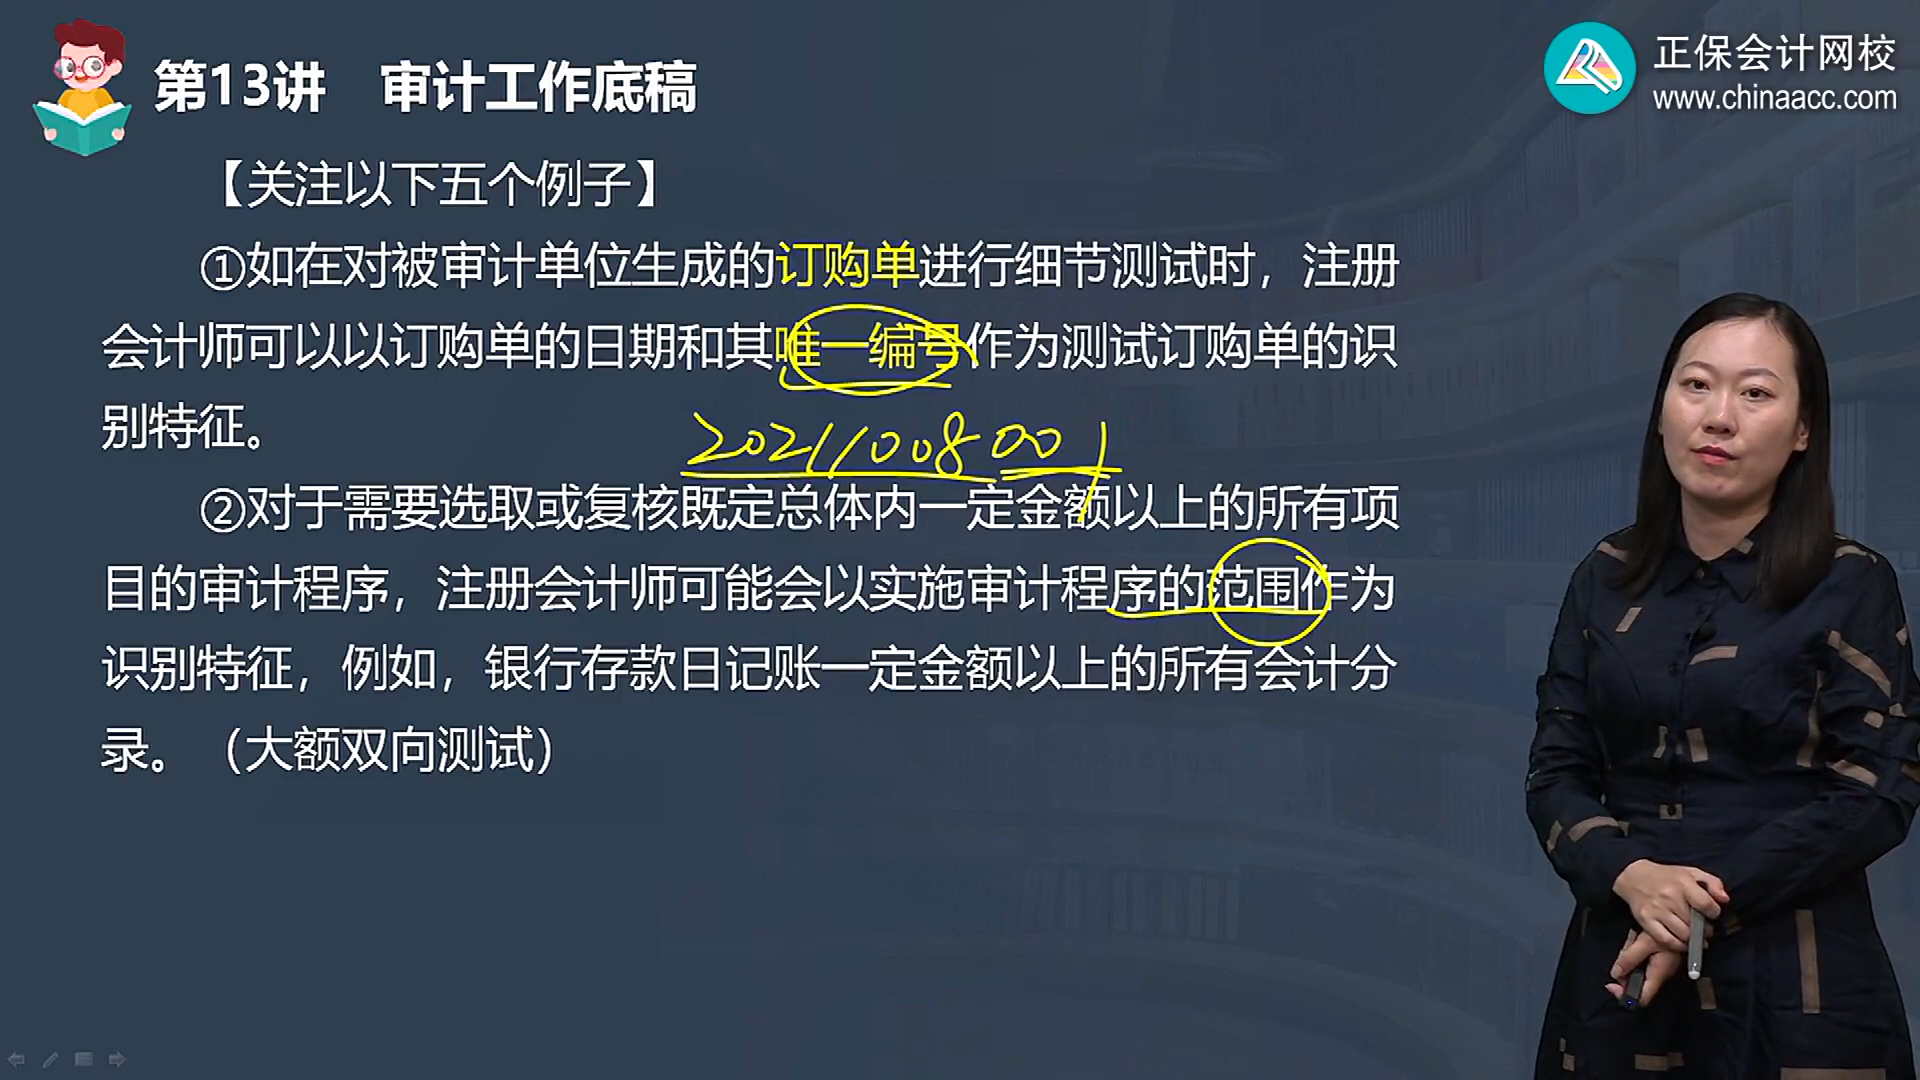 第13讲 审计工作底稿
正保会计网校
www.chinaacc.com
【关注以下五个例子】
①如在对被审计单位生成的订购单进行细节测试时，注册
会计师可以以订购单的日期和其唯一编号作为测试订购单的识
别特征。
20211008001
②对于需要选取或复核既定总体内一定金额以上的所有项
目的审计程序，注册会计师可能会以实施审计程序的范围作为
识别特征，例如，银行存款日记账一定金额以上的所有会计分
录。（大额双向测试）